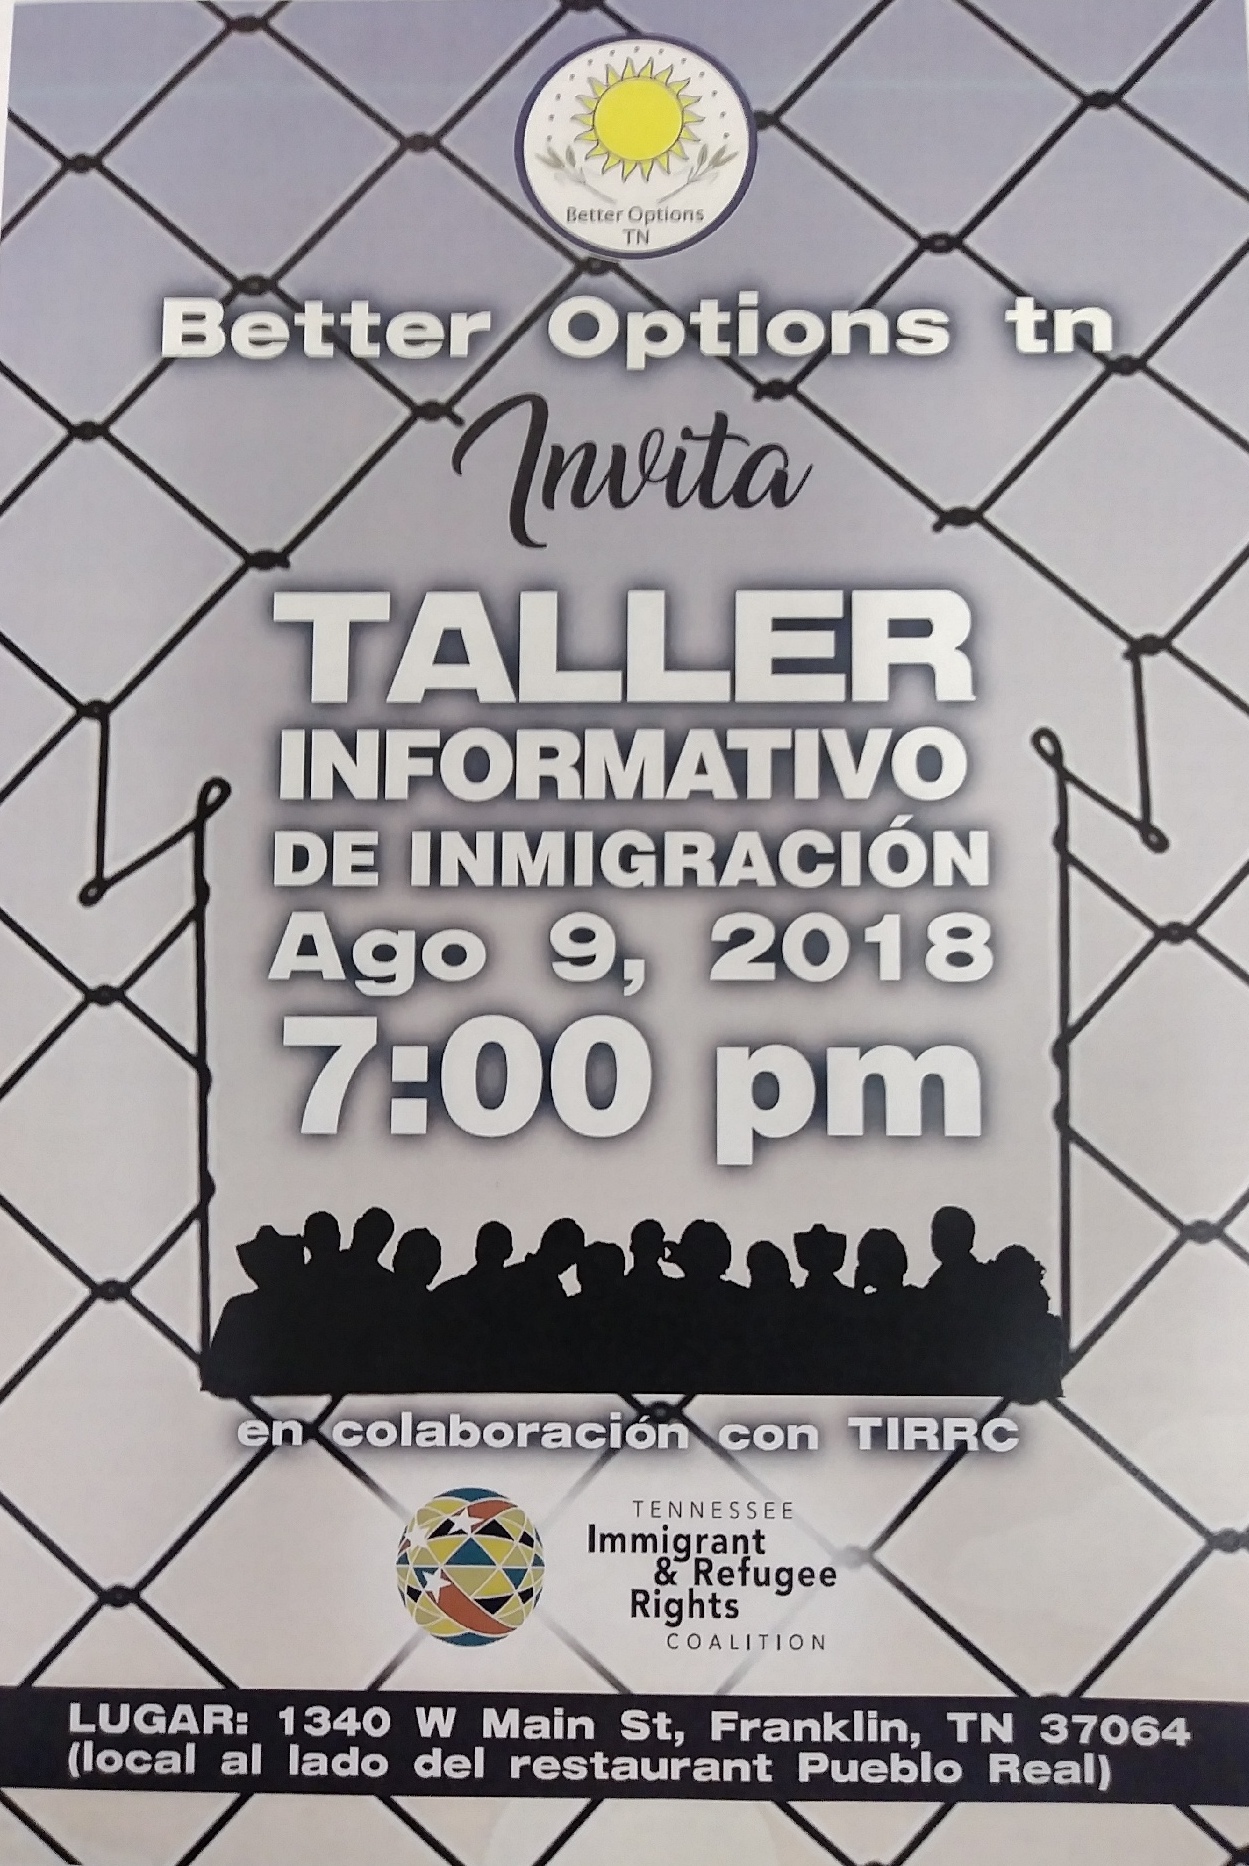 Better Options
TN
Better Options tn
Invita
TALLER
INFORMATIVO
DE INMIGRACIÓN
Ago 9, 2018
7:00 pm
en colaboración con TIRRC
TENNESSEE
Immigrant
& Refugee
Rights
COALITION
LUGAR: 1340 W Main St, Franklin, TN 37064
(local al lado del restaurant Pueblo Real)